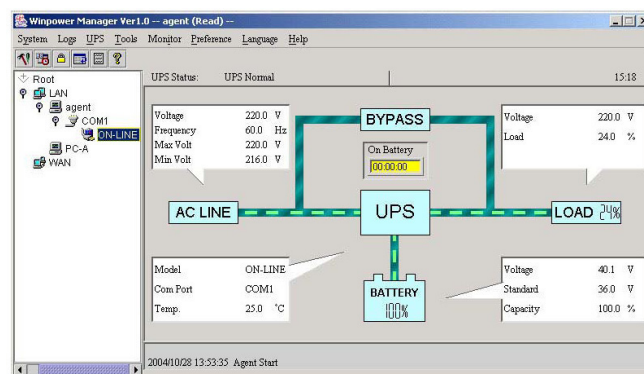 Winpower Manager Ver1.0 -- agent (Read) --
System Logs UPS Tools Monitor Preference Language Help
Root
LAN
agent
COM1
ON-LINE
PC-A
WAN
UPS Status: UPS Normal
15:18
Voltage 220.0 V
Frequency 60.0 Hz
Max Volt 220.0 V
Min Volt 216.0 V
BYPASS
On Battery
00:00:00
Voltage 220.0 V
Load 24.0 %
AC LINE
UPS
LOAD 24%
Model ON-LINE
Com Port COM1
Temp. 25.0 °C
BATTERY
100%
Voltage 40.1 V
Standard 36.0 V
Capacity 100.0 %
2004/10/28 13:53:35 Agent Start